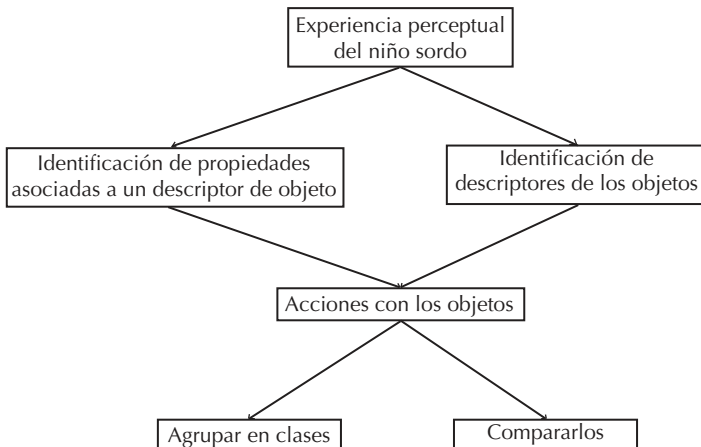 Experiencia perceptual
del niño sordo
Identificación de propiedades
asociadas a un descriptor de objeto
Identificación de
descriptores de los objetos
Acciones con los objetos
Agrupar en clases
Compararlos